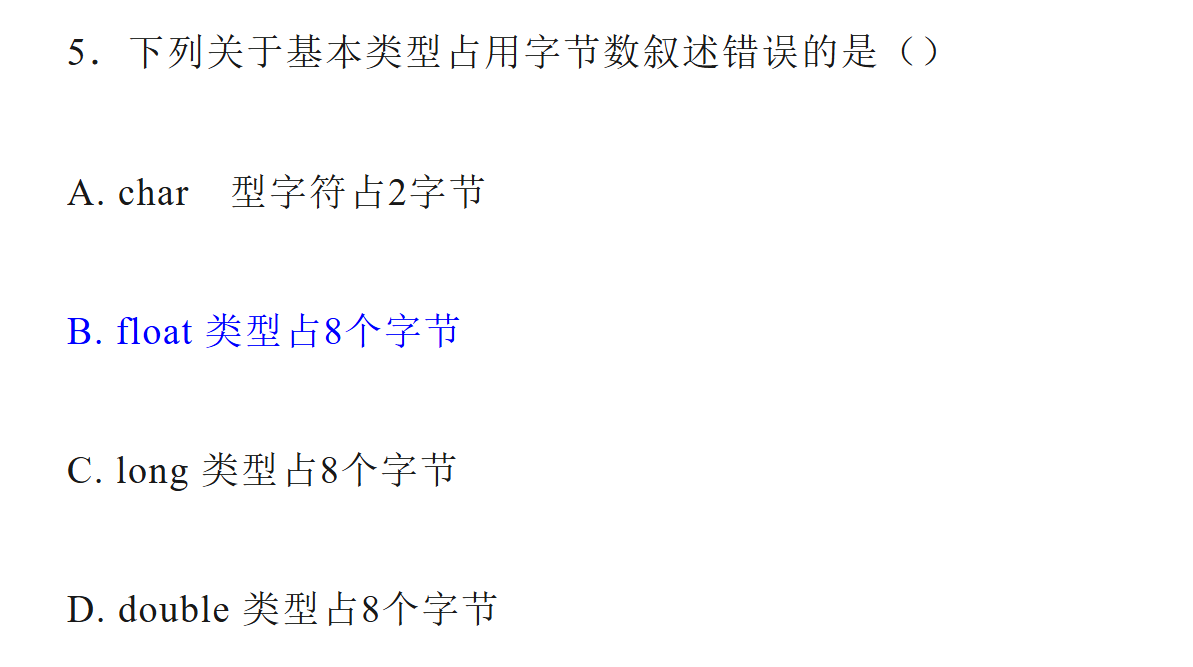 5．下列关于基本类型占用字节数叙述错误的是（）
A. char　型字符占2字节
B. float 类型占8个字节
C. long 类型占8个字节
D. double 类型占8个字节